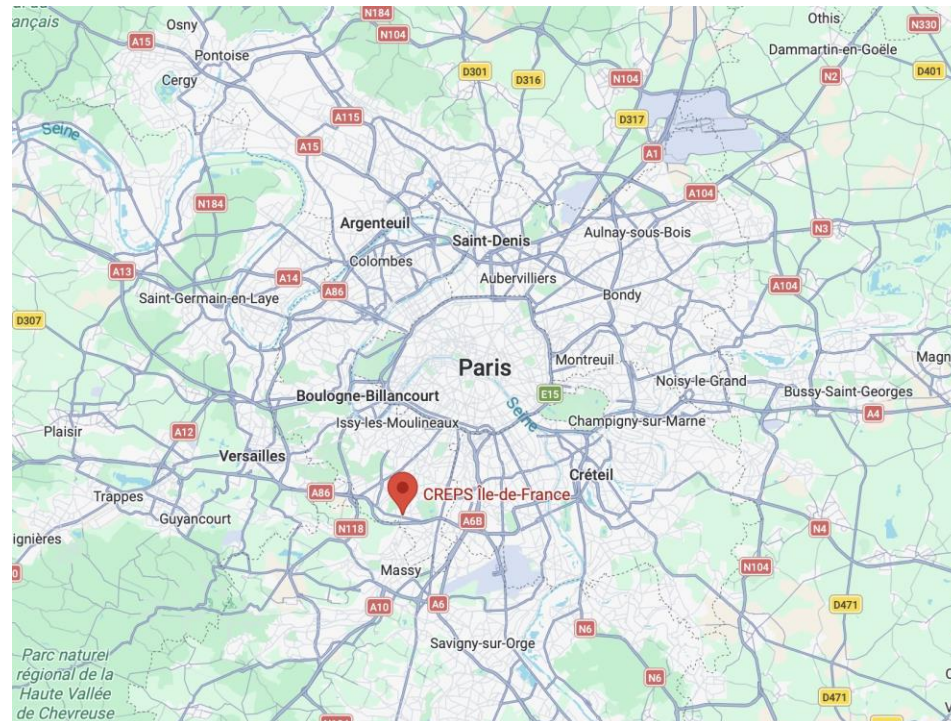 ançais
Osny
N184
Othis
N330
A15
N104
Pontoise
Dammartin-en-Goële
D301
D316
N104
N2
D401
Cergy
A115
D317
Seine
A15
A1
A104
N184
Argenteuil
Saint-Denis
Aulnay-sous-Bois
N3
Colombes
A13
A14
Aubervilliers
A86
Bondy
A104
Saint-Germain-en-Laye
D307
Paris
Montreuil
Magn
Noisy-le-Grand
Boulogne-Billancourt
E15
Bussy-Saint-Georges
Seine
A4
Issy-les-Moulineaux
Champigny-sur-Marne
Plaisir
A12
Versailles
Créteil
Trappes
A86
CREPS Île-de-France
Guyancourt
N118
A6B
N4
ignières
Massy
N104
0
A10
A6
D471
N6
Savigny-sur-Orge
Parc naturel
régional de la
Haute Vallée
de Chevreuse
N6
D471